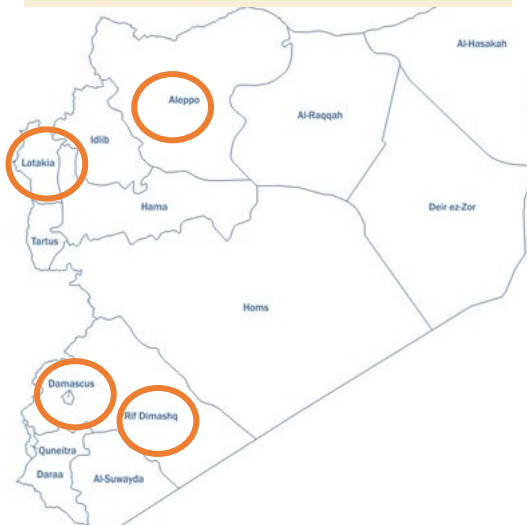 Al-Hasakah
Aleppo
Al-Raqqah
Idlib
Latakia
Hama
Deir ez-Zor
Tartus
Homs
Damascus
Rif Dimashq
Quneitra
Daraa
Al-Suwayda